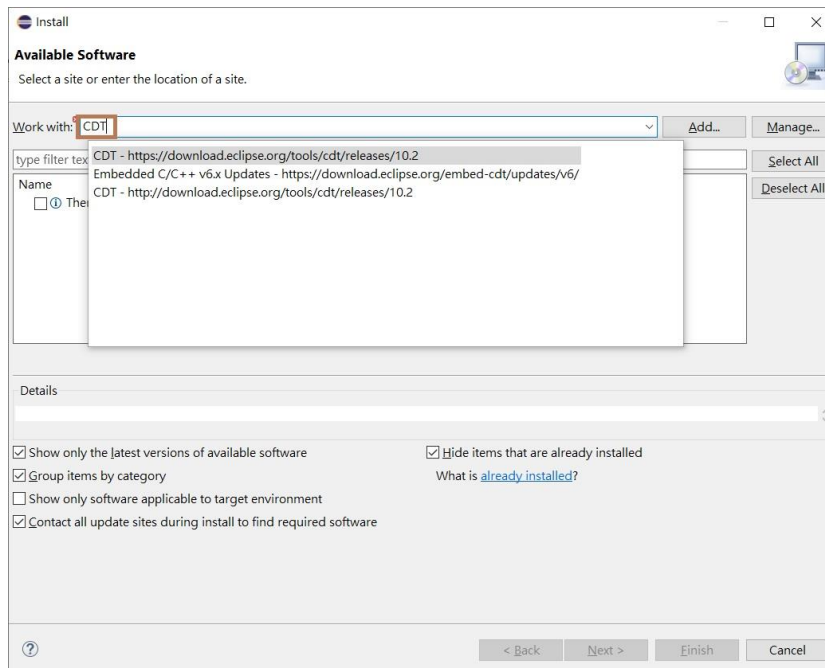 Install
Available Software
Select a site or enter the location of a site.
Work with: CDT
Add...
Manage...
CDT - https://download.eclipse.org/tools/cdt/releases/10.2
Embedded C/C++ v6.x Updates - https://download.eclipse.org/embed-cdt/updates/v6/
CDT - http://download.eclipse.org/tools/cdt/releases/10.2
type filter tex
Select All
Name
Deselect All
Details
Show only the latest versions of available software
Hide items that are already installed
Group items by category
What is already installed?
Show only software applicable to target environment
Contact all update sites during install to find required software
?
< Back
Next >
Finish
Cancel